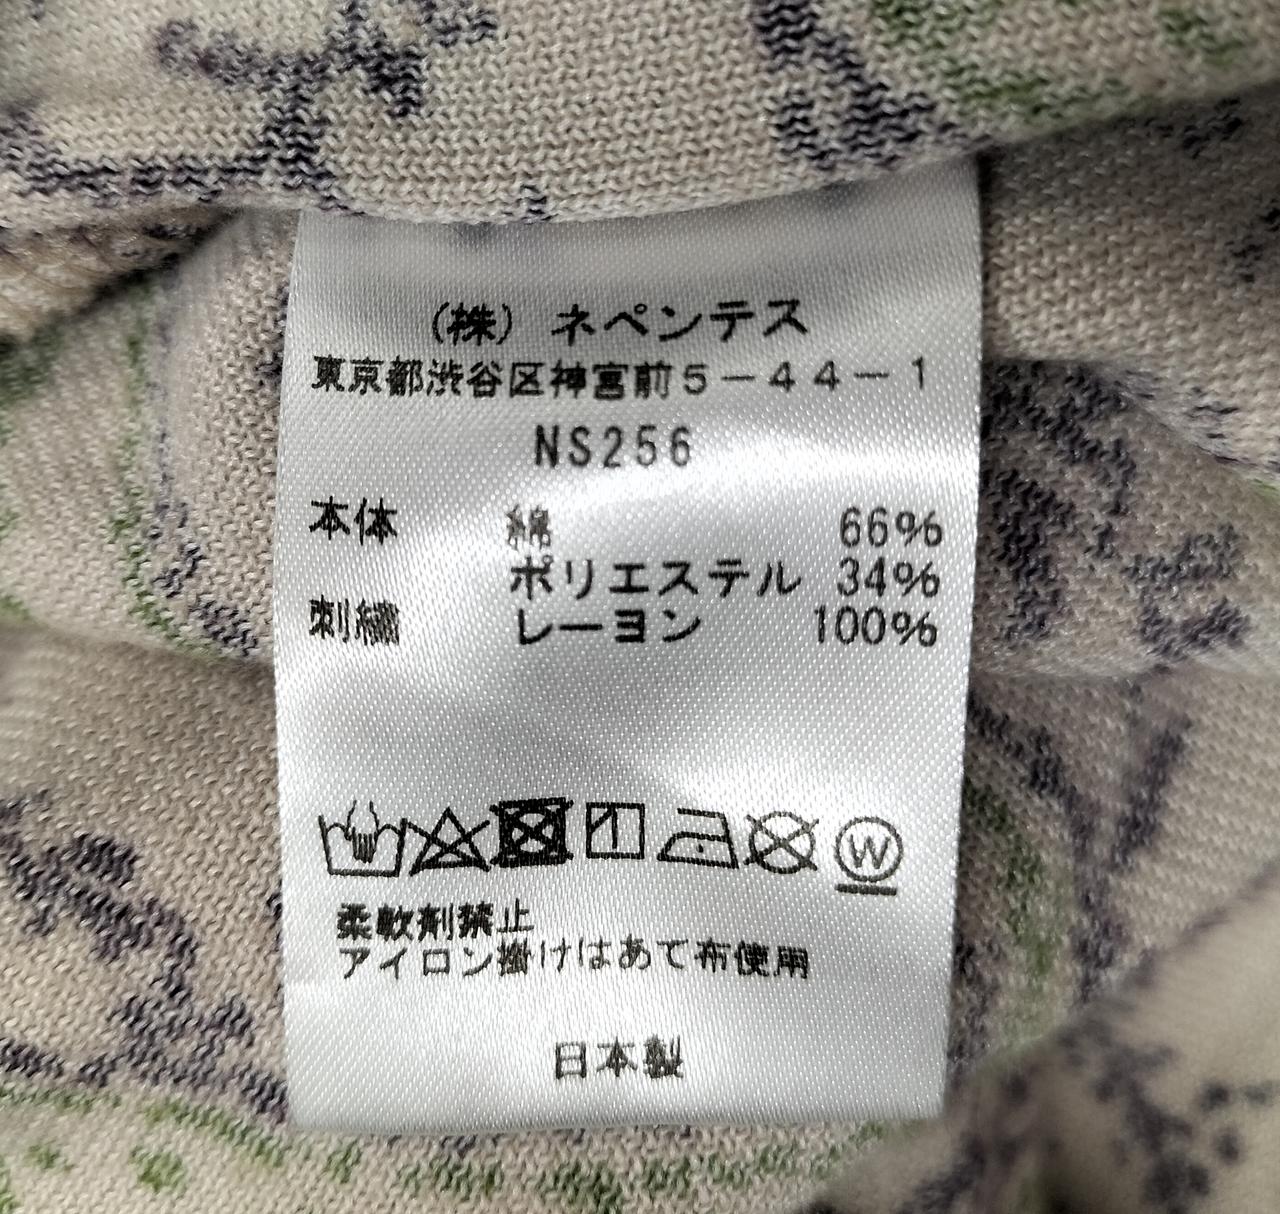 （株）ネペンテス
東京都渋谷区神宮前５－４４－１
NS256
本体 綿 66%
ポリエステル 34%
刺繍 レーヨン 100%
W
柔軟剤禁止
アイロン掛けはあて布使用
日本製